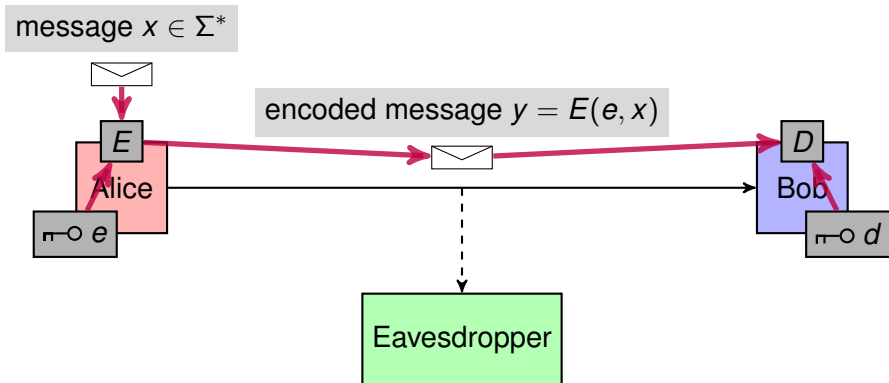 message x ∈ Σ*
encoded message y = E(e, x)
E
D
Alice
Bob
e
d
Eavesdropper